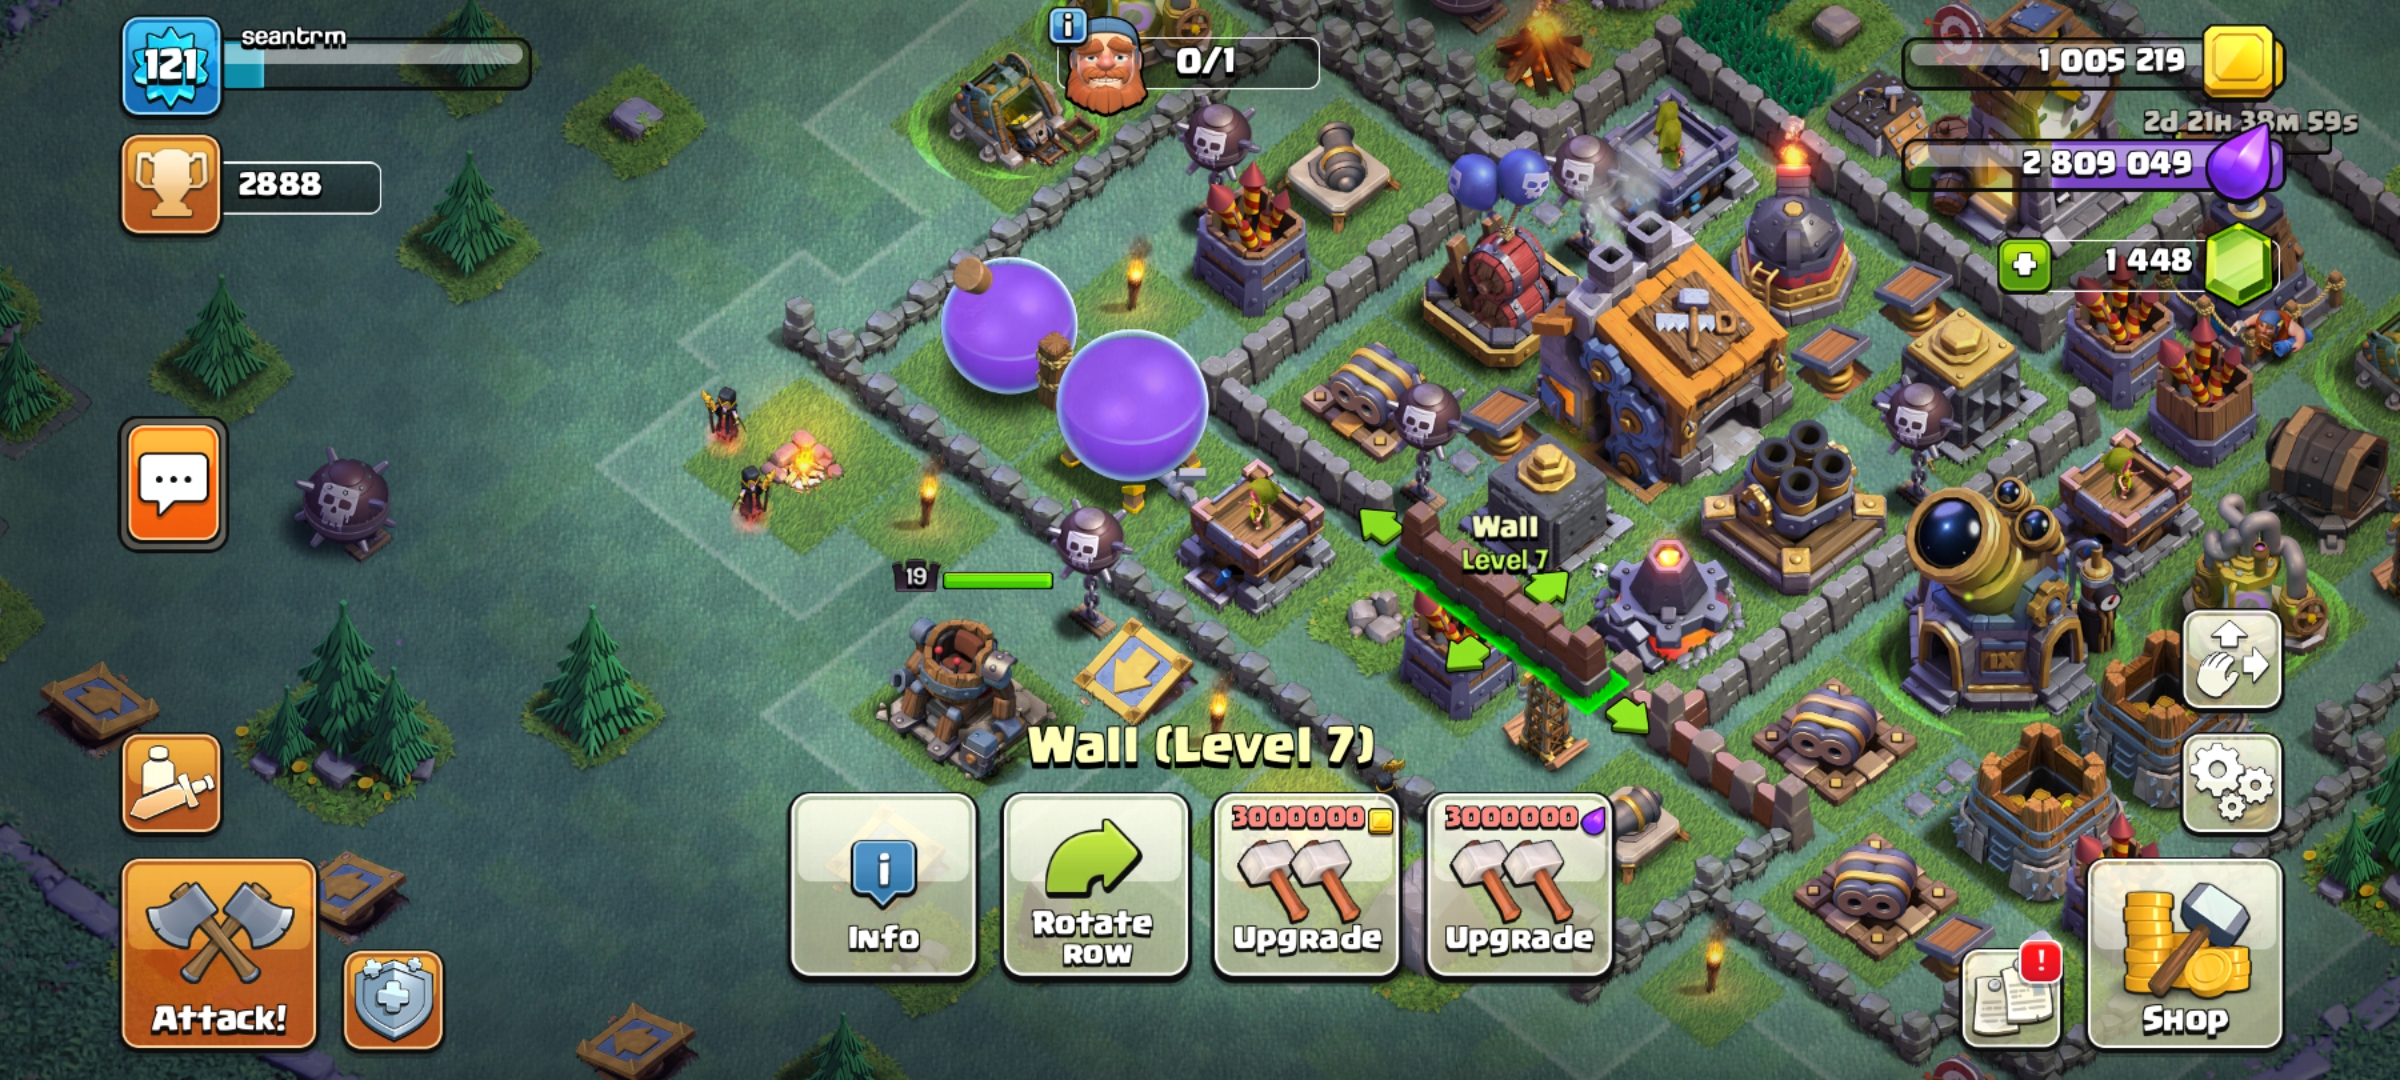 121
seantrm
2888
0/1
1 005 219
2d 21H 38M 59s
2 809 049
1 448
Wall
Level 7
19
IX
Wall (Level 7)
Info
Rotate
ROW
3000000
Upgrade
3000000
Upgrade
Attack!
!
Shop